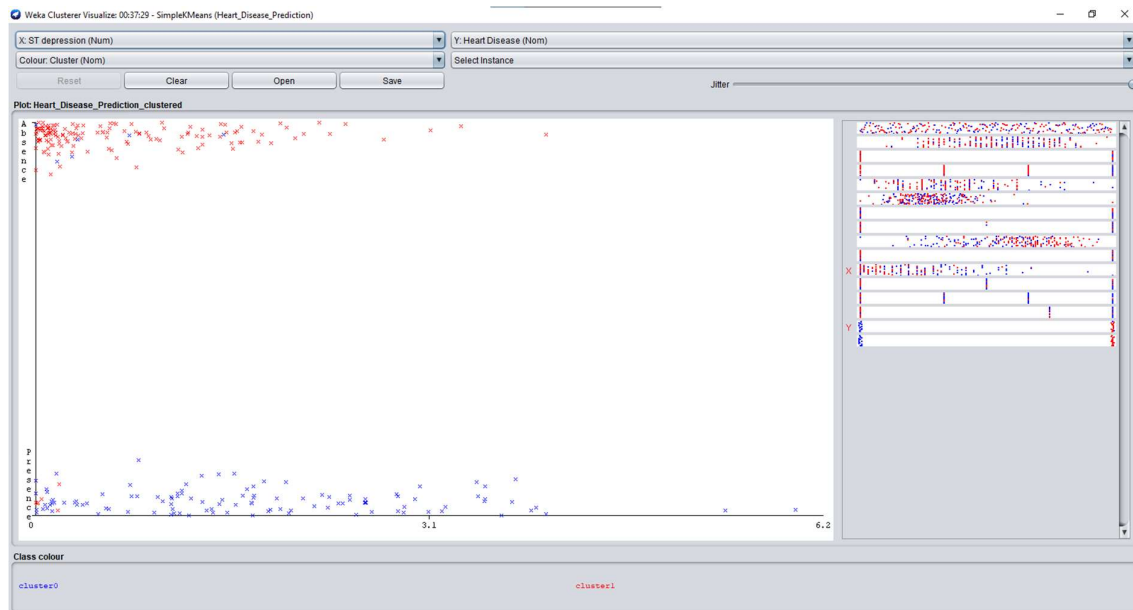 Weka Clusterer Visualize: 00:37:29 - SimpleKMeans (Heart_Disease_Prediction)
X: ST depression (Num)
Y: Heart Disease (Nom)
Colour: Cluster (Nom)
Select Instance
Reset
Clear
Open
Save
Jitter
Plot: Heart_Disease_Prediction_clustered
Absence
Presence
0
3.1
6.2
X
Y
Class colour
cluster0
cluster1